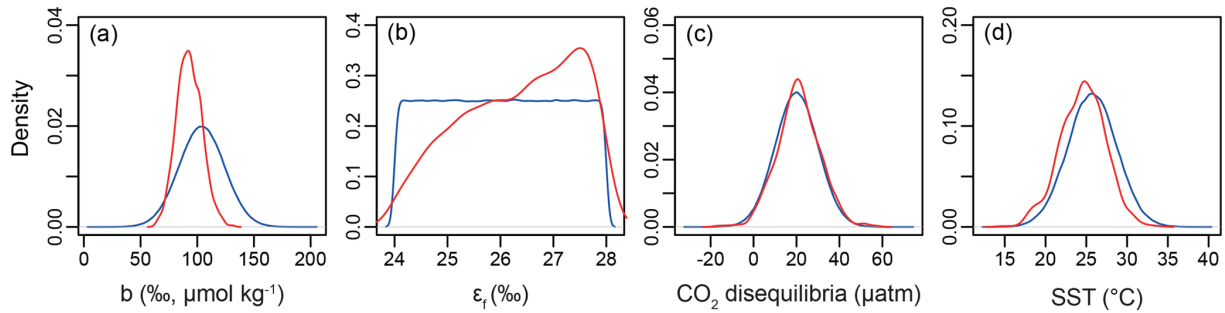 (a)
(b)
(c)
(d)
Density
0.04
0.02
0.00
0 50 100 150 200
b (‰, μmol kg⁻¹)
0.4
0.3
0.2
0.1
0.0
24 25 26 27 28
εf (‰)
0.06
0.04
0.02
0.00
-20 0 20 40 60
CO₂ disequilibria (μatm)
0.20
0.10
0.00
15 20 25 30 35 40
SST (°C)